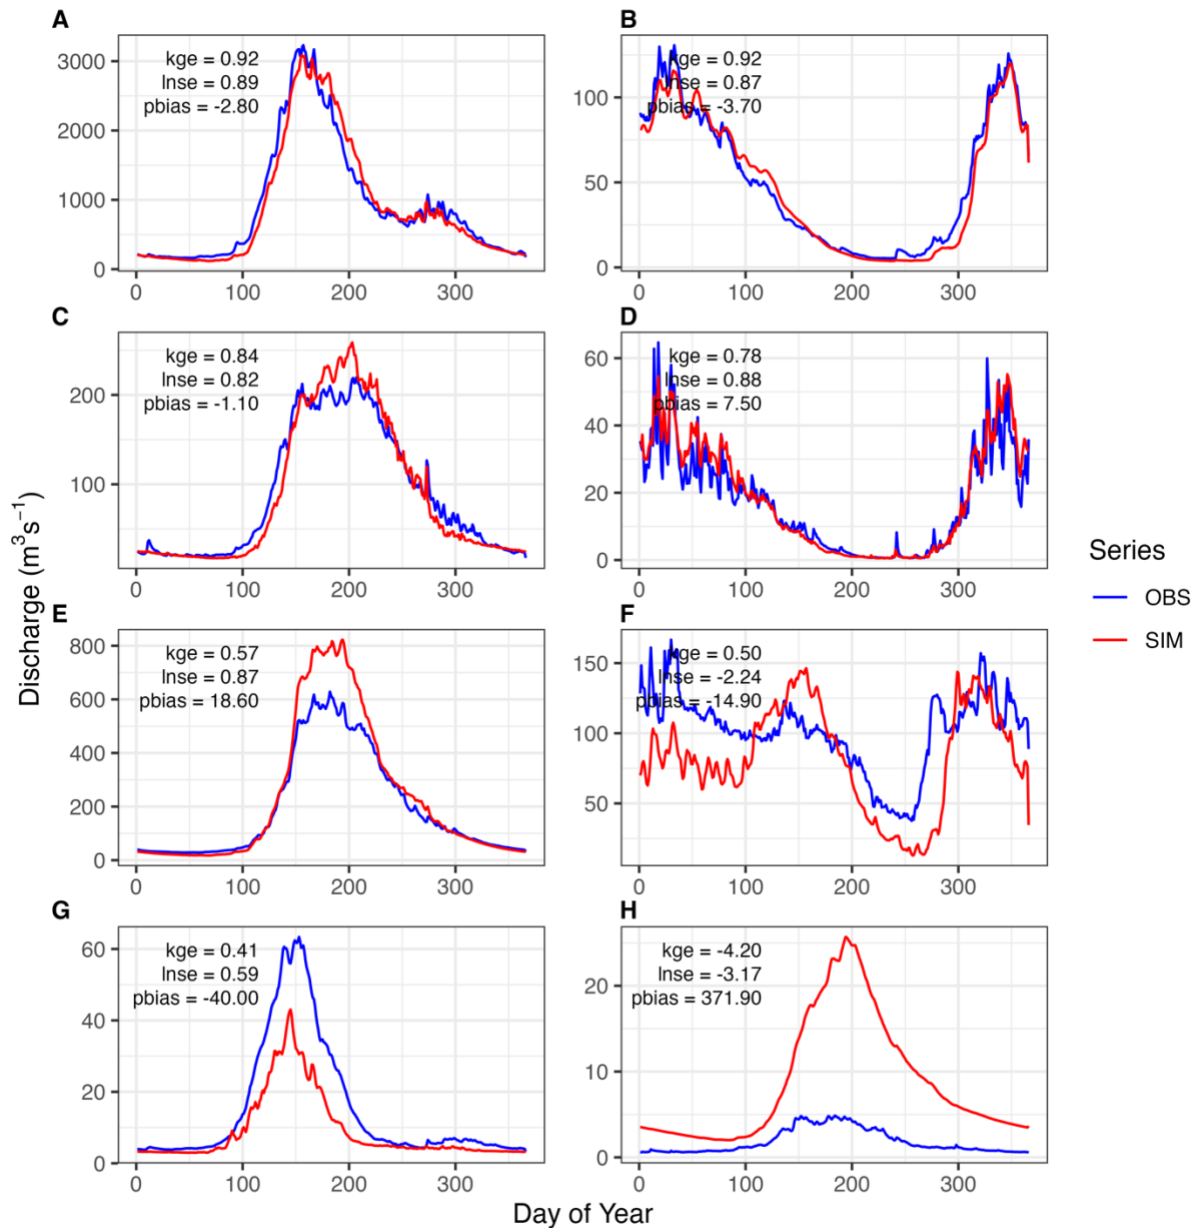 A
kge = 0.92
lnse = 0.89
pbias = -2.80
3000
2000
1000
0
0 100 200 300
B
kge = 0.92
lnse = 0.87
pbias = -3.70
100
50
0
0 100 200 300
C
kge = 0.84
lnse = 0.82
pbias = -1.10
200
100
0 100 200 300
D
kge = 0.78
lnse = 0.88
pbias = 7.50
60
40
20
0
0 100 200 300
E
kge = 0.57
lnse = 0.87
pbias = 18.60
800
600
400
200
0
0 100 200 300
F
kge = 0.50
lnse = -2.24
pbias = -14.90
150
100
50
0 100 200 300
G
kge = 0.41
lnse = 0.59
pbias = -40.00
60
40
20
0
0 100 200 300
H
kge = -4.20
lnse = -3.17
pbias = 371.90
20
10
0
0 100 200 300
Discharge (m³s⁻¹)
Day of Year
Series
OBS
SIM